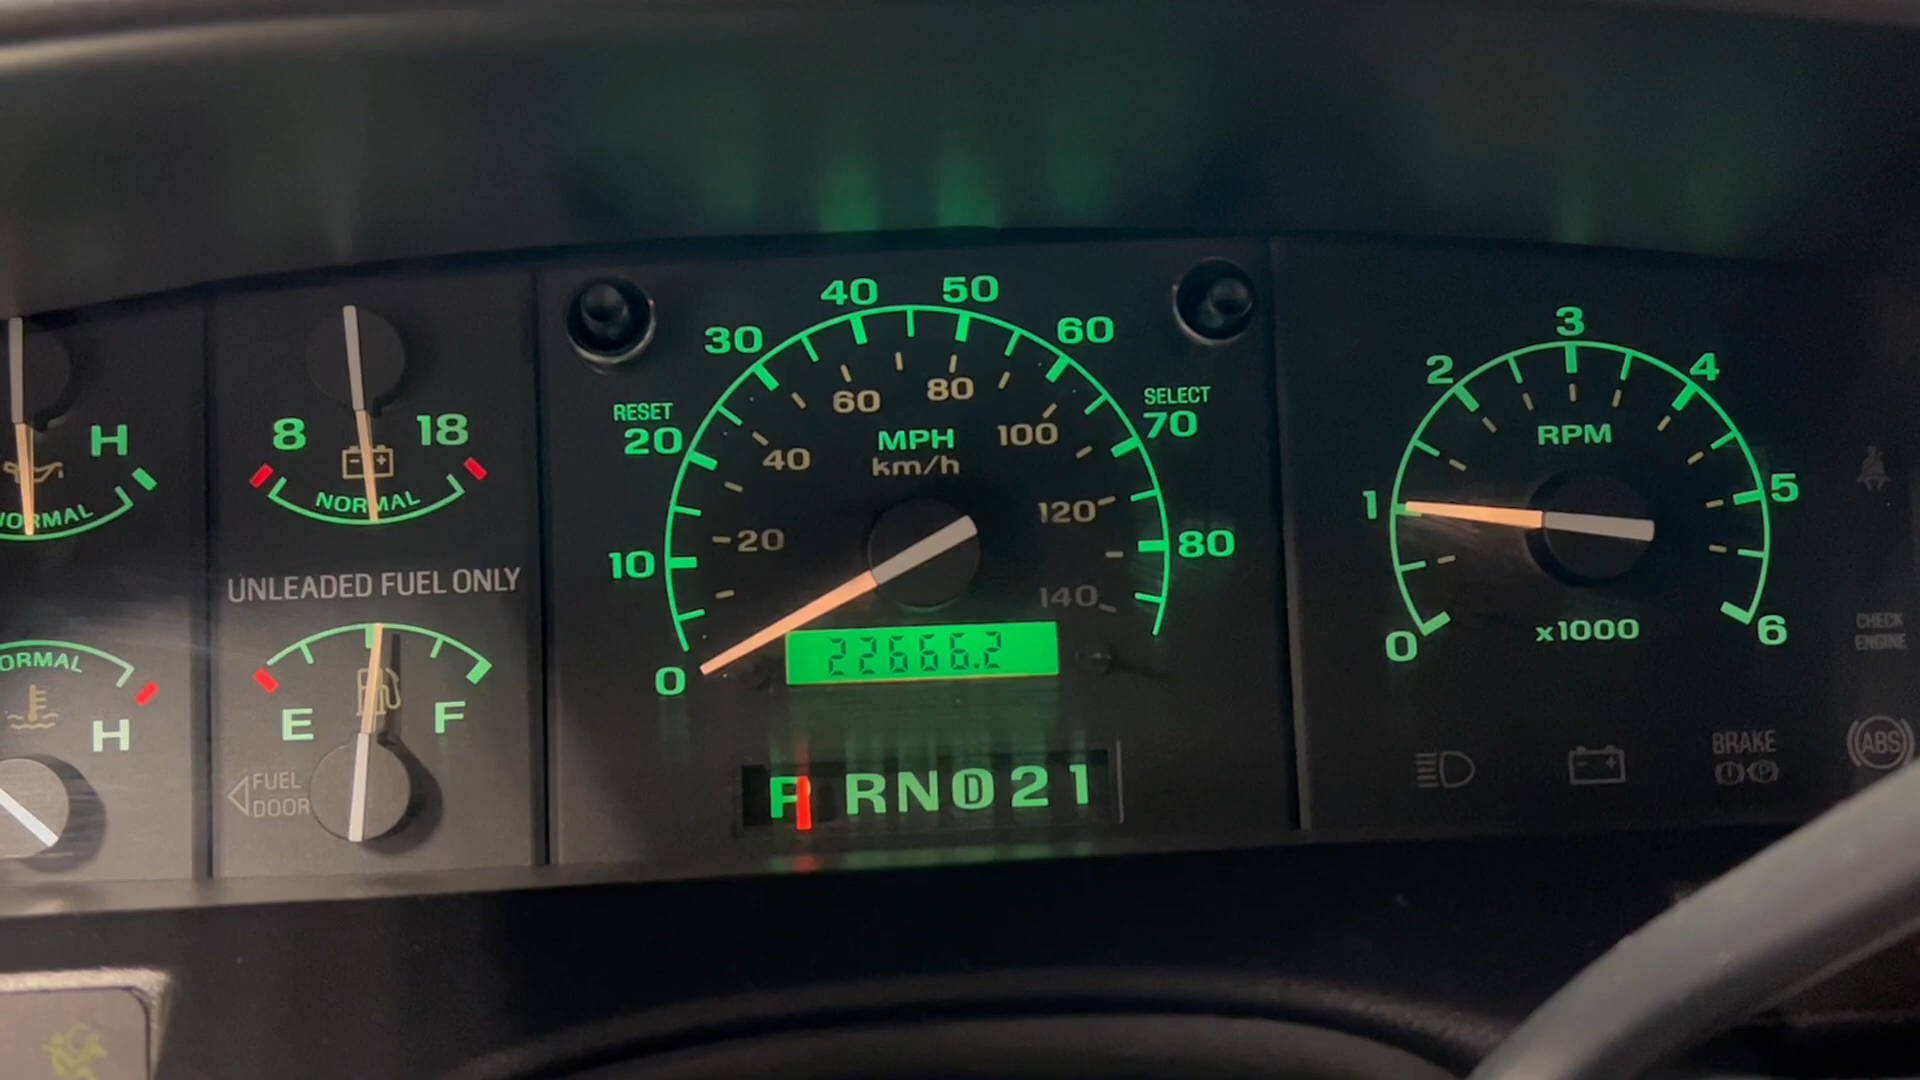 H
NORMAL
8 18
NORMAL
UNLEADED FUEL ONLY
NORMAL
H
E F
FUEL
DOOR
RESET
SELECT
0 10 20 30 40 50 60 70 80
20 40 60 80 100 120 140
MPH
km/h
22666.2
P R N D 2 1
0 1 2 3 4 5 6
RPM
x1000
CHECK
ENGINE
BRAKE
P
ABS